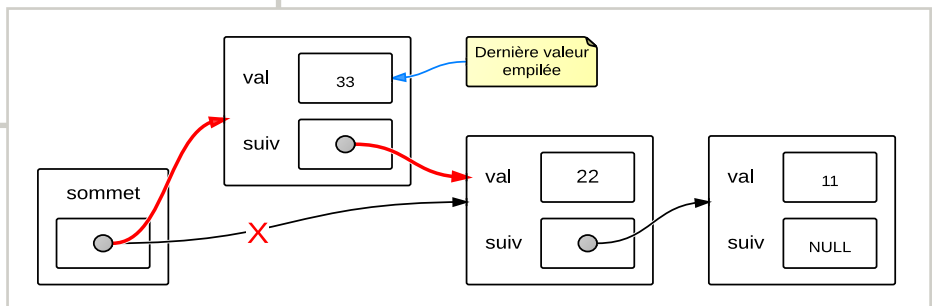 val
33
Dernière valeur
empilée
suiv
sommet
X
val
22
suiv
val
11
suiv
NULL